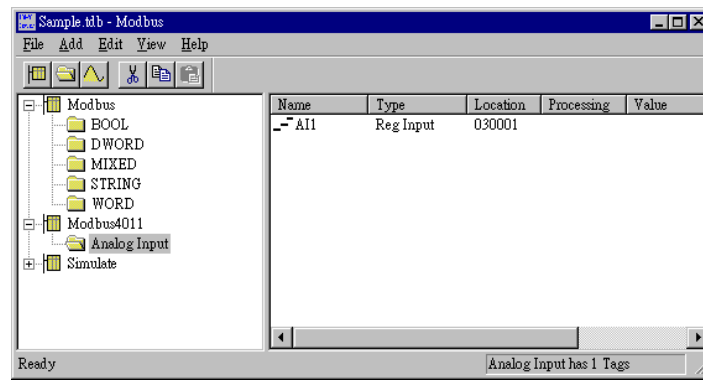 Sample.tdb - Modbus
File Add Edit View Help
Modbus
BOOL
DWORD
MIXED
STRING
WORD
Modbus4011
Analog Input
Simulate
Name Type Location Processing Value
AI1 Reg Input 030001
Ready
Analog Input has 1 Tags